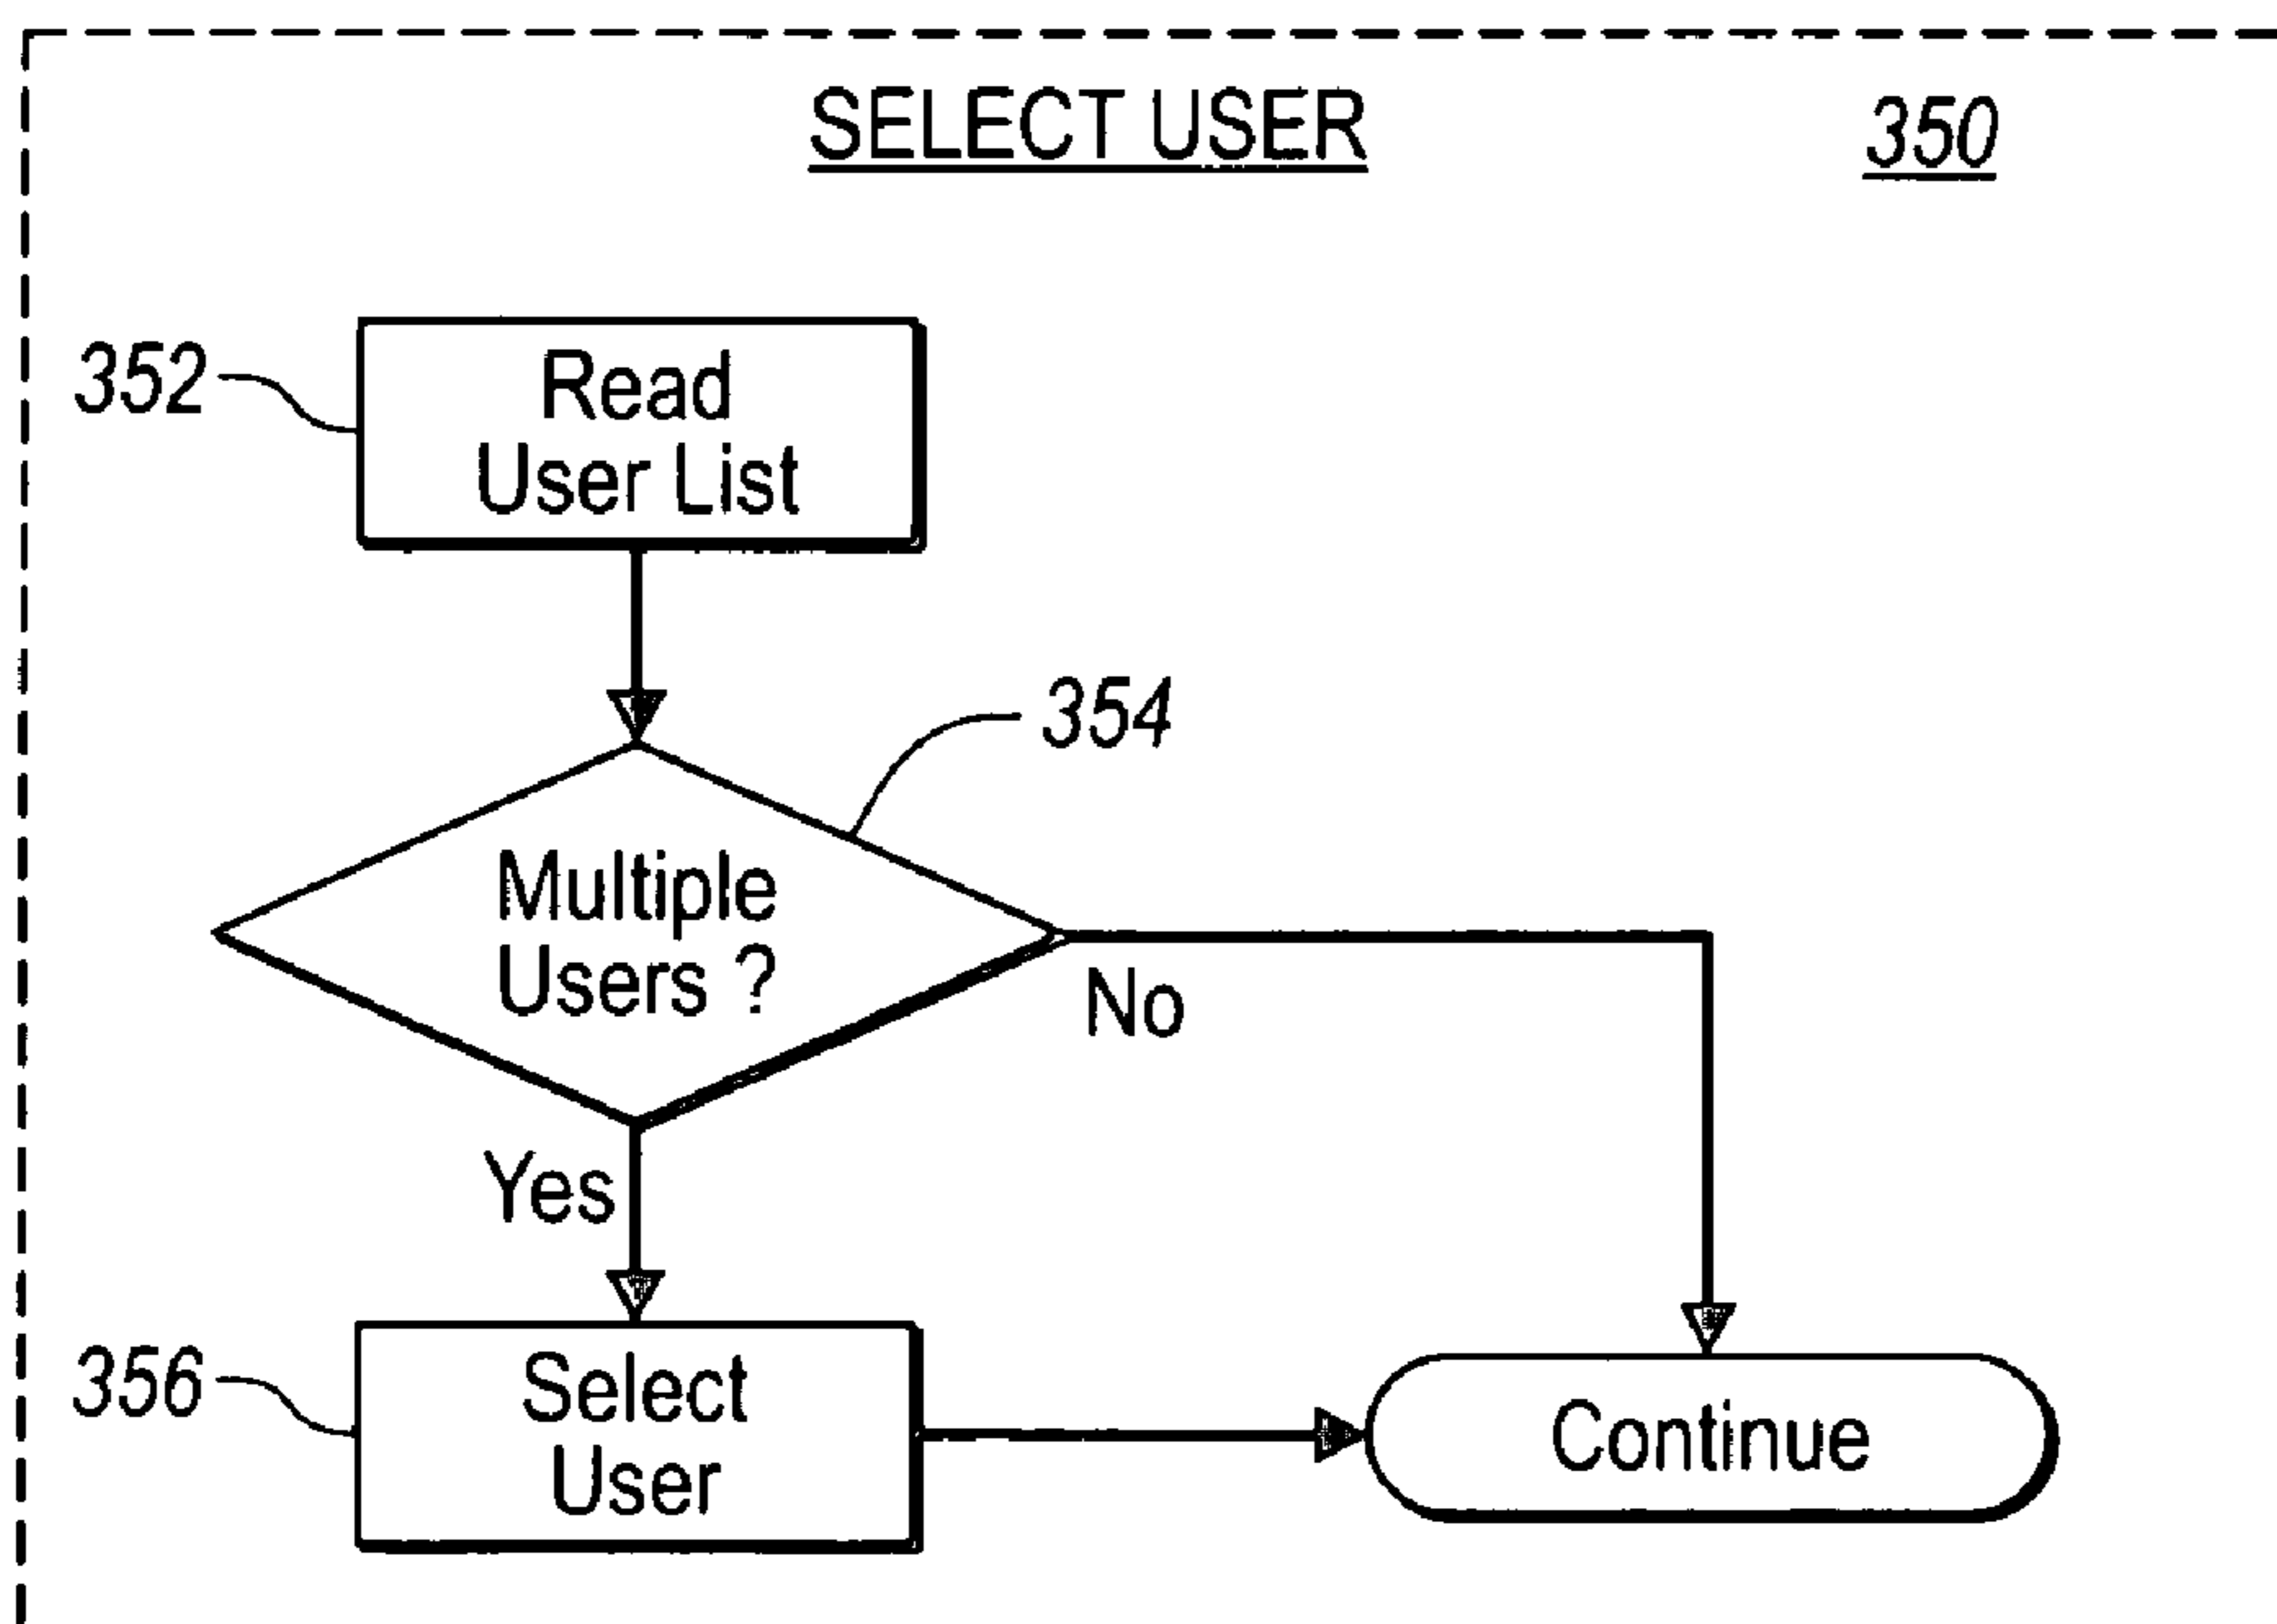 SELECT USER
350
352
Read
User List
354
Multiple
Users ?
No
Yes
356
Select
User
Continue